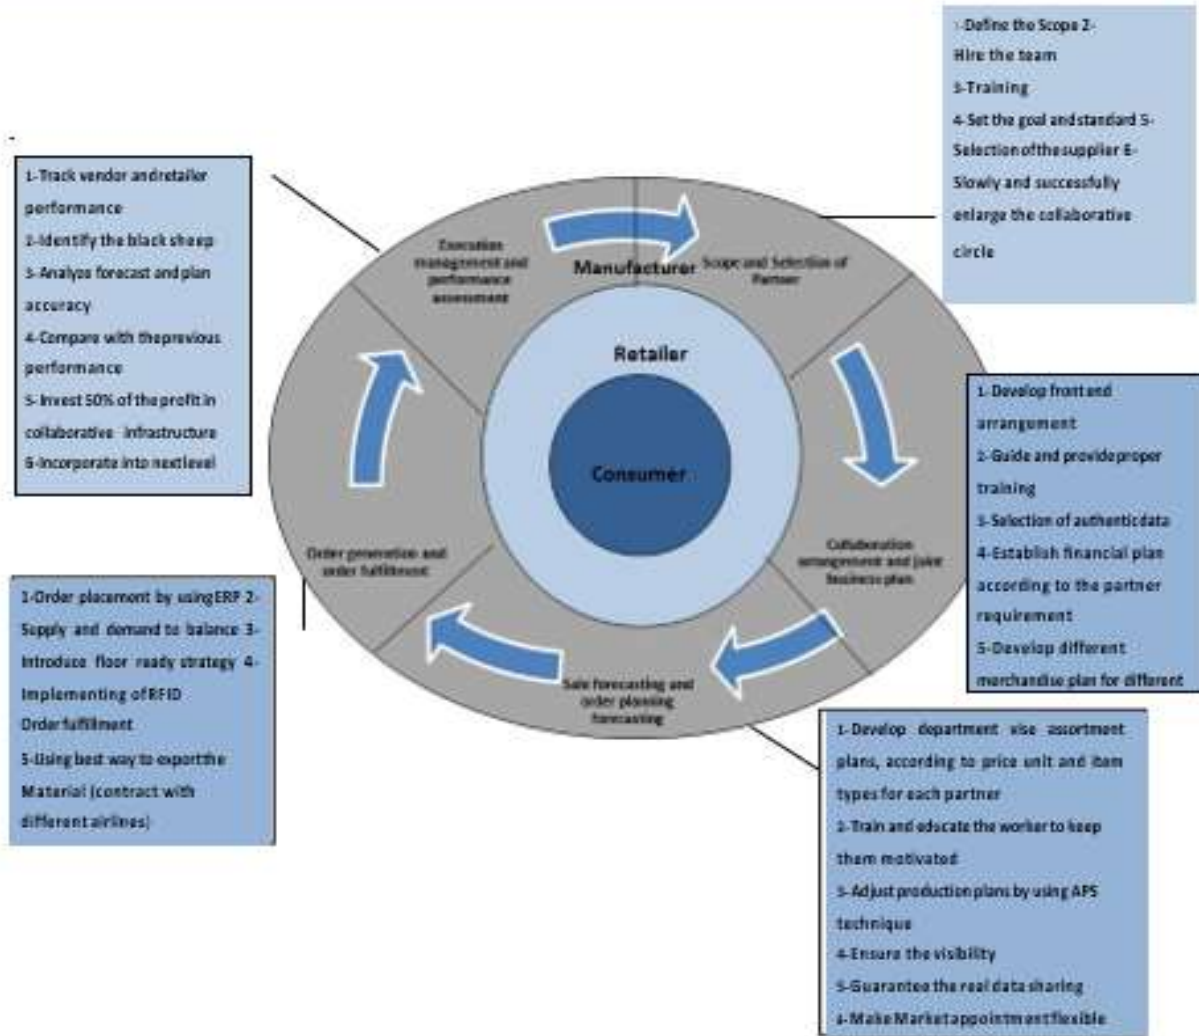 1-Define the Scope 2-
Hire the team
3-Training
4-Set the goal and standard 5-
Selection of the supplier 6-
Slowly and successfully
enlarge the collaborative
circle
1-Track vendor and retailer
performance
2-Identify the black sheep
3-Analyze forecast and plan
accuracy
4-Compare with the previous
performance
5-Invest 50% of the profit in
collaborative infrastructure
6-Incorporate into next level
Execution
management and
performance
assessment
Manufacturer
Scope and Selection of
Partner
Retailer
Consumer
1-Develop front end
arrangement
2-Guide and provide proper
training
3-Selection of authentic data
4-Establish financial plan
according to the partner
requirement
5-Develop different
merchandise plan for different
Collaboration
arrangement and joint
business plan
Order generation and
order fulfillment
1-Order placement by using ERP 2-
Supply and demand to balance 3-
Introduce floor ready strategy 4-
Implementing of RFID
Order fulfillment
5-Using best way to export the
Material (contract with
different airlines)
Sale forecasting and
order planning
forecasting
1-Develop department vise assortment
plans, according to price unit and item
types for each partner
2-Train and educate the worker to keep
them motivated
3-Adjust production plans by using APS
technique
4-Ensure the visibility
5-Guarantee the real data sharing
6-Make Market appointment flexible